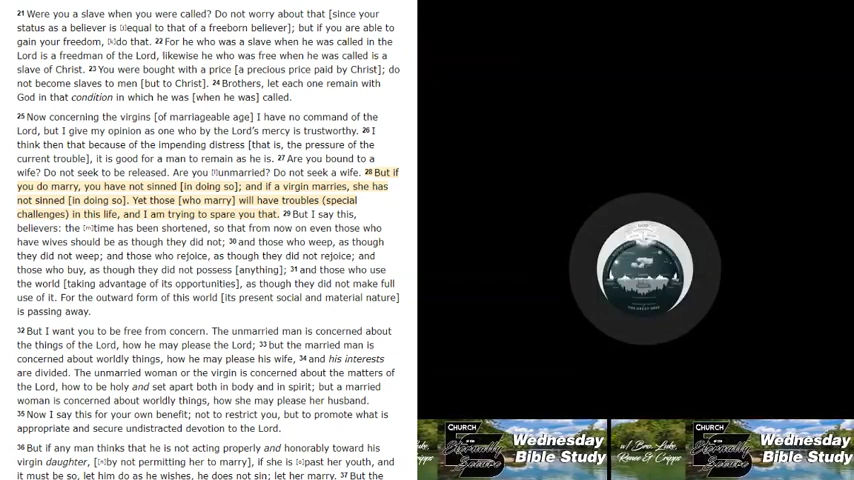 21 Were you a slave when you were called? Do not worry about that [since your
status as a believer is [j]equal to that of a freeborn believer]; but if you are able to
gain your freedom, [k]do that. 22 For he who was a slave when he was called in the
Lord is a freedman of the Lord, likewise he who was free when he was called is a
slave of Christ. 23 You were bought with a price [a precious price paid by Christ]; do
not become slaves to men [but to Christ]. 24 Brothers, let each one remain with
God in that condition in which he was [when he was] called.
25 Now concerning the virgins [of marriageable age] I have no command of the
Lord, but I give my opinion as one who by the Lord's mercy is trustworthy. 26 I
think then that because of the impending distress [that is, the pressure of the
current trouble], it is good for a man to remain as he is. 27 Are you bound to a
wife? Do not seek to be released. Are you [l]unmarried? Do not seek a wife. 28 But if
you do marry, you have not sinned [in doing so]; and if a virgin marries, she has
not sinned [in doing so]. Yet those [who marry] will have troubles (special
challenges) in this life, and I am trying to spare you that. 29 But I say this,
believers: the [m]time has been shortened, so that from now on even those who
have wives should be as though they did not; 30 and those who weep, as though
they did not weep; and those who rejoice, as though they did not rejoice; and
those who buy, as though they did not possess [anything]; 31 and those who use
the world [taking advantage of its opportunities], as though they did not make full
use of it. For the outward form of this world [its present social and material nature]
is passing away.
32 But I want you to be free from concern. The unmarried man is concerned about
the things of the Lord, how he may please the Lord; 33 but the married man is
concerned about worldly things, how he may please his wife, 34 and his interests
are divided. The unmarried woman or the virgin is concerned about the matters of
the Lord, how to be holy and set apart both in body and in spirit; but a married
woman is concerned about worldly things, how she may please her husband.
35 Now I say this for your own benefit; not to restrict you, but to promote what is
appropriate and secure undistracted devotion to the Lord.
36 But if any man thinks that he is not acting properly and honorably toward his
virgin daughter, [n]by not permitting her to marry], if she is [o]past her youth, and
it must be so, let him do as he wishes, he does not sin; let her marry. 37 But the
Luke,
& Cripps
CHURCH
of the
Eternally
Secure
Wednesday
Bible Study
w/ Bro. Luke,
Renee & Cripps
CHURCH
of the
Eternally
Secure
Wednesday
Bible Study